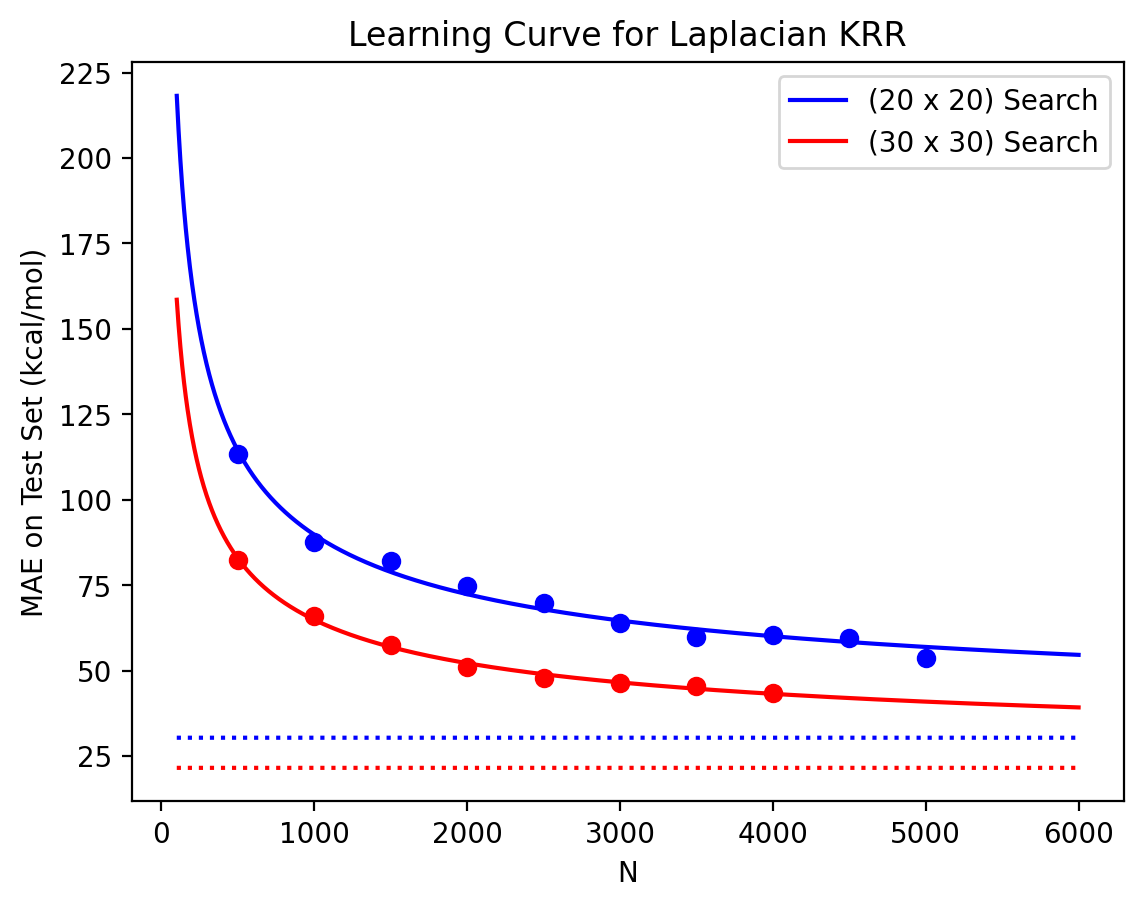 Learning Curve for Laplacian KRR
(20 x 20) Search
(30 x 30) Search
MAE on Test Set (kcal/mol)
225
200
175
150
125
100
75
50
25
0 1000 2000 3000 4000 5000 6000
N